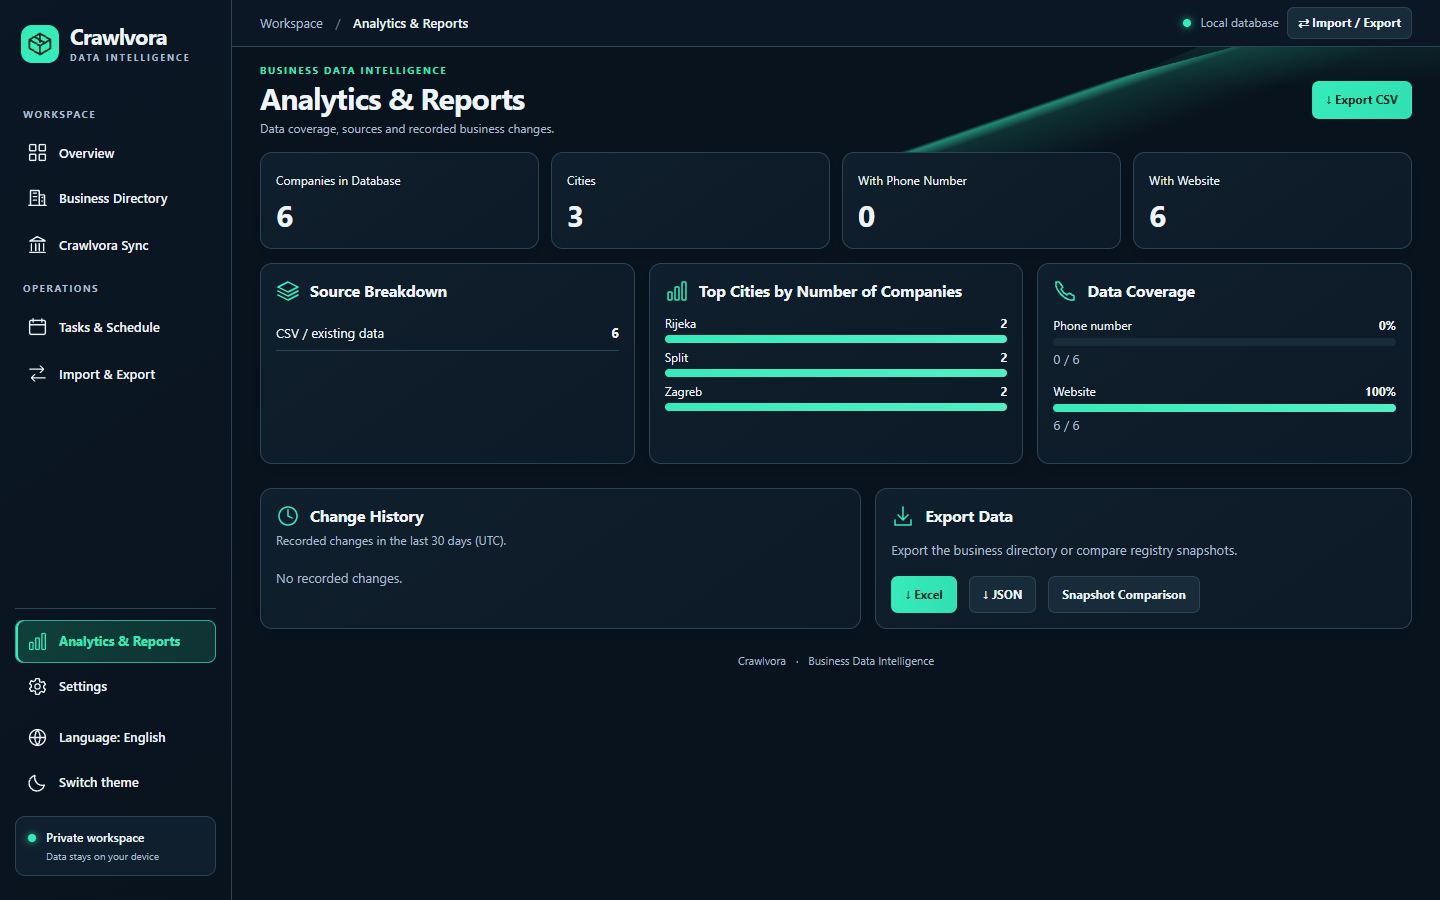 Crawlvora
DATA INTELLIGENCE
WORKSPACE
Overview
Business Directory
Crawlvora Sync
OPERATIONS
Tasks & Schedule
Import & Export
Analytics & Reports
Settings
Language: English
Switch theme
Private workspace
Data stays on your device
Workspace / Analytics & Reports
Local database
⇄ Import / Export
BUSINESS DATA INTELLIGENCE
Analytics & Reports
Data coverage, sources and recorded business changes.
↓ Export CSV
Companies in Database
6
Cities
3
With Phone Number
0
With Website
6
Source Breakdown
CSV / existing data 6
Top Cities by Number of Companies
Rijeka 2
Split 2
Zagreb 2
Data Coverage
Phone number 0%
0 / 6
Website 100%
6 / 6
Change History
Recorded changes in the last 30 days (UTC).
No recorded changes.
Export Data
Export the business directory or compare registry snapshots.
↓ Excel
↓ JSON
Snapshot Comparison
Crawlvora · Business Data Intelligence